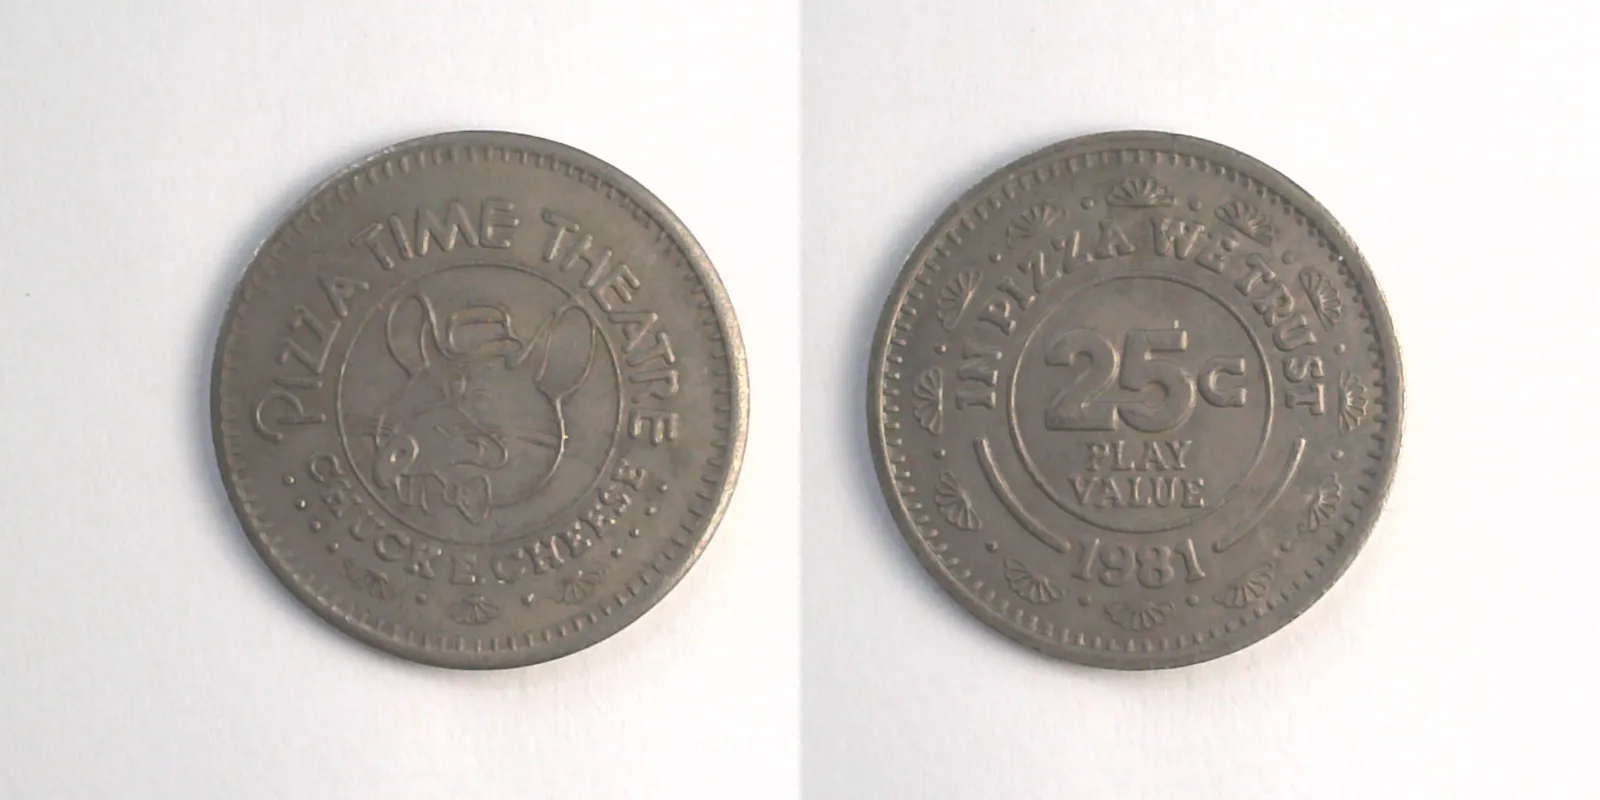 PIZZA TIME THEATRE
CHUCK E. CHEESE
IN PIZZA WE TRUST
25¢
PLAY
VALUE
1981